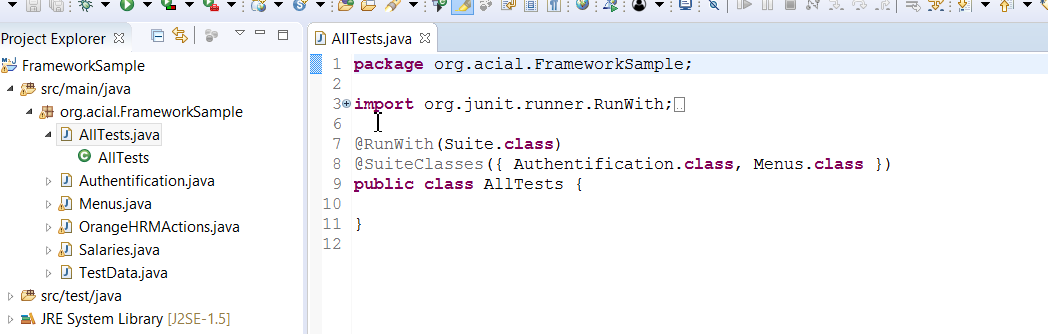 Project Explorer
FrameworkSample
src/main/java
org.acial.FrameworkSample
AllTests.java
AllTests
Authentification.java
Menus.java
OrangeHRMActions.java
Salaries.java
TestData.java
src/test/java
JRE System Library [J2SE-1.5]
AllTests.java
1 package org.acial.FrameworkSample;
2
3 import org.junit.runner.RunWith;
6
7 @RunWith(Suite.class)
8 @SuiteClasses({ Authentification.class, Menus.class })
9 public class AllTests {
10
11 }
12